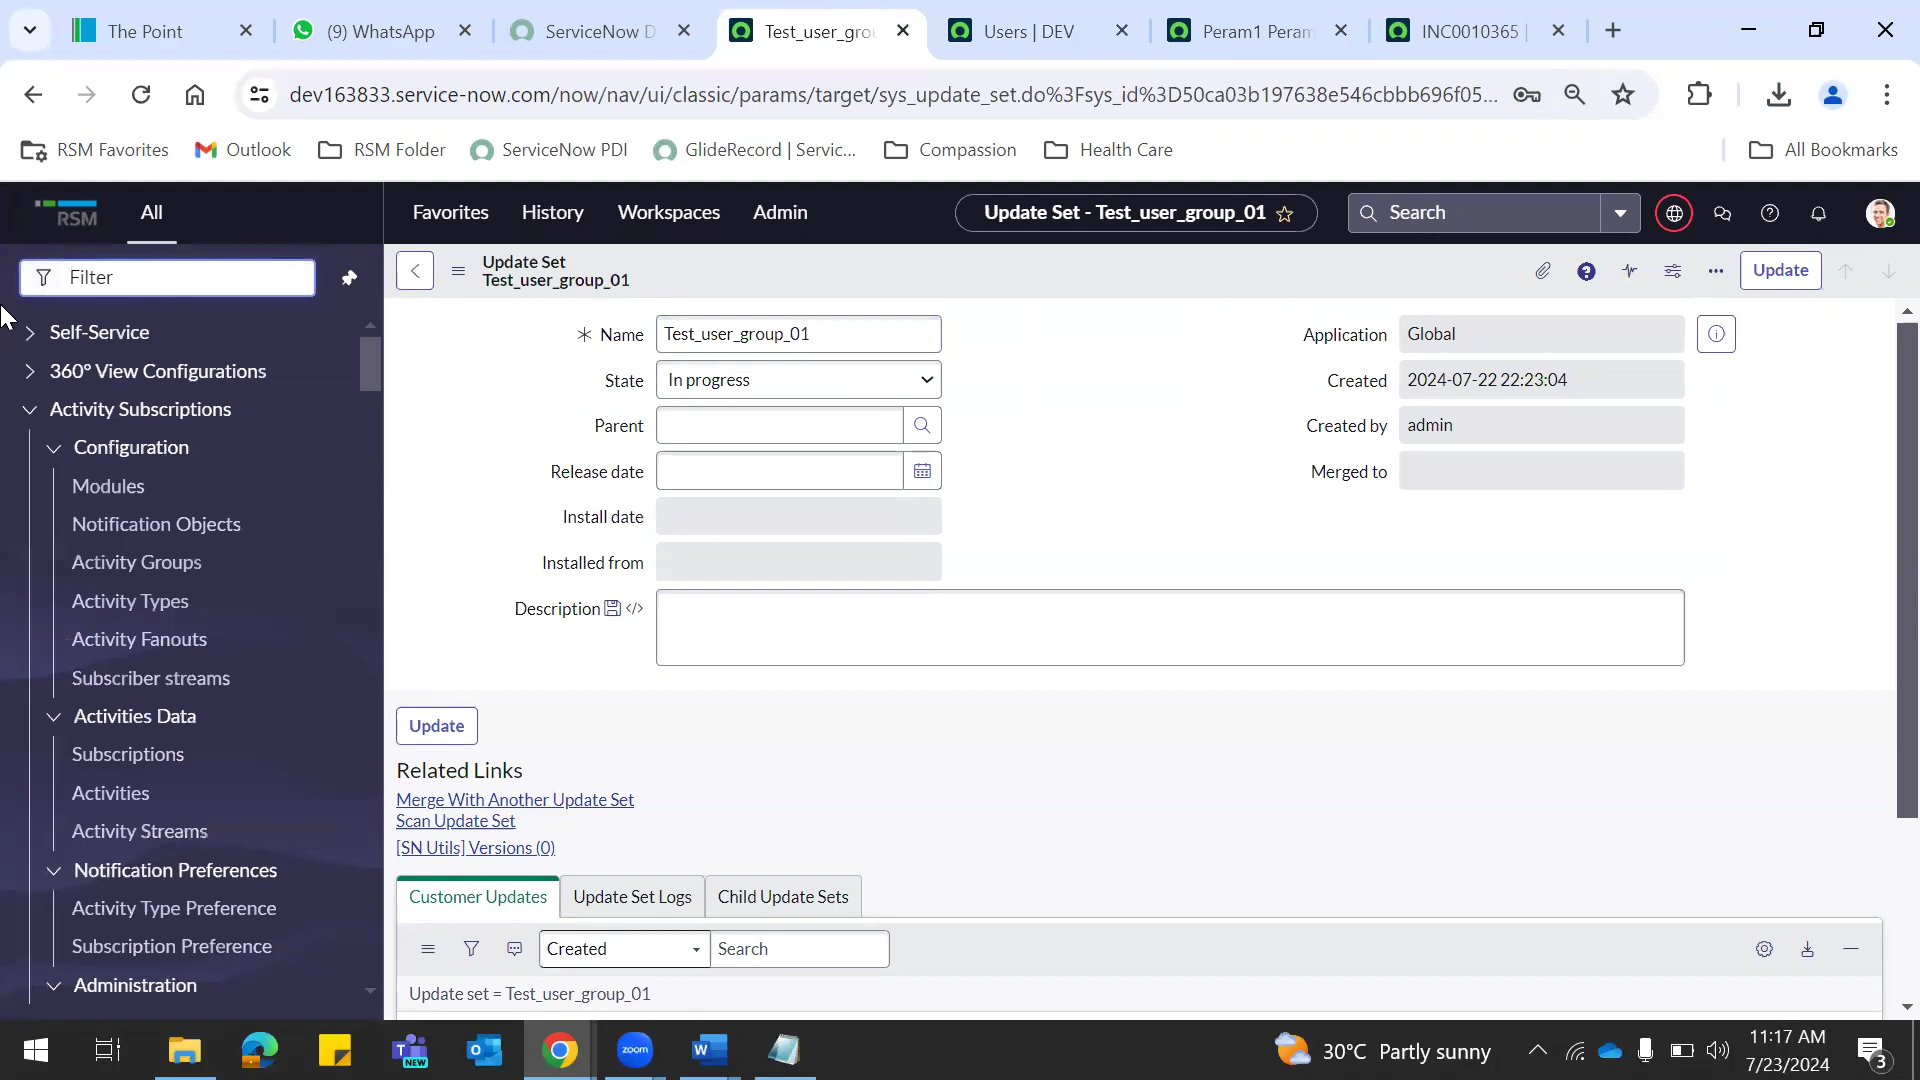 The Point
(9) WhatsApp
ServiceNow D
Test_user_gro
Users | DEV
Peram1 Peram
INC0010365 |
dev163833.service-now.com/now/nav/ui/classic/params/target/sys_update_set.do%3Fsys_id%3D50ca03b197638e546cbbb696f05...
RSM Favorites
Outlook
RSM Folder
ServiceNow PDI
GlideRecord | Servic...
Compassion
Health Care
All Bookmarks
RSM
All
Favorites
History
Workspaces
Admin
Update Set - Test_user_group_01
Search
Filter
Update Set
Test_user_group_01
Update
Self-Service
360° View Configurations
Activity Subscriptions
Configuration
Modules
Notification Objects
Activity Groups
Activity Types
Activity Fanouts
Subscriber streams
Activities Data
Subscriptions
Activities
Activity Streams
Notification Preferences
Activity Type Preference
Subscription Preference
Administration
Name Test_user_group_01
State In progress
Parent
Release date
Install date
Installed from
Description
Application Global
Created 2024-07-22 22:23:04
Created by admin
Merged to
Update
Related Links
Merge With Another Update Set
Scan Update Set
[SN Utils] Versions (0)
Customer Updates
Update Set Logs
Child Update Sets
Created
Search
Update set = Test_user_group_01
NEW
zoom
30°C Partly sunny
11:17 AM
7/23/2024
3